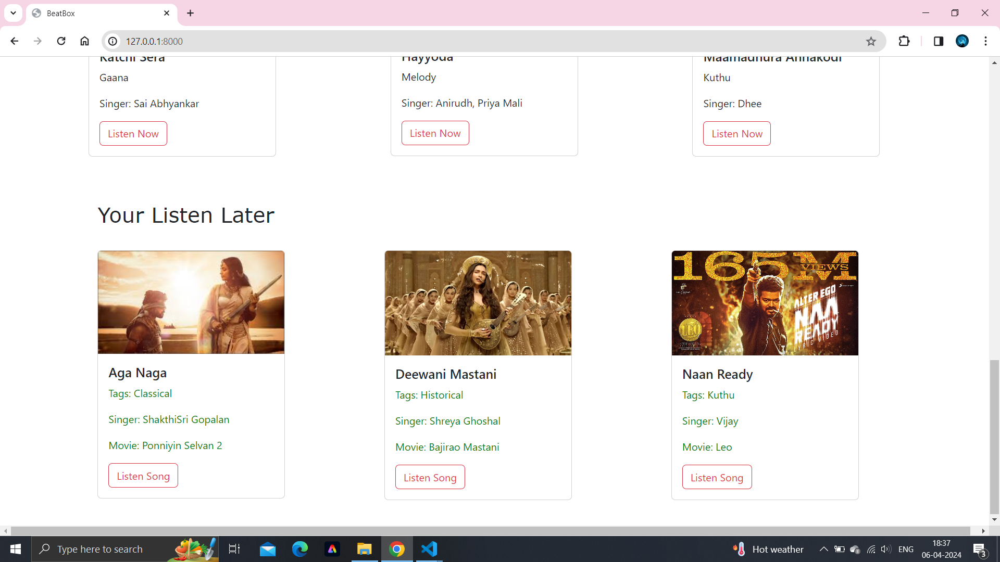 BeatBox
127.0.0.1:8000
Katchi Sera
Hayyoda
Maamadhura Annakodi
Gaana
Melody
Kuthu
Singer: Sai Abhyankar
Singer: Anirudh, Priya Mali
Singer: Dhee
Listen Now
Listen Now
Listen Now
Your Listen Later
165M
VIEWS
ALTER EGO
NAA
READY
LYRIC VIDEO
LEO
Aga Naga
Tags: Classical
Singer: ShakthiSri Gopalan
Movie: Ponniyin Selvan 2
Listen Song
Deewani Mastani
Tags: Historical
Singer: Shreya Ghoshal
Movie: Bajirao Mastani
Listen Song
Naan Ready
Tags: Kuthu
Singer: Vijay
Movie: Leo
Listen Song
Type here to search
Hot weather
ENG
18:37
06-04-2024
3